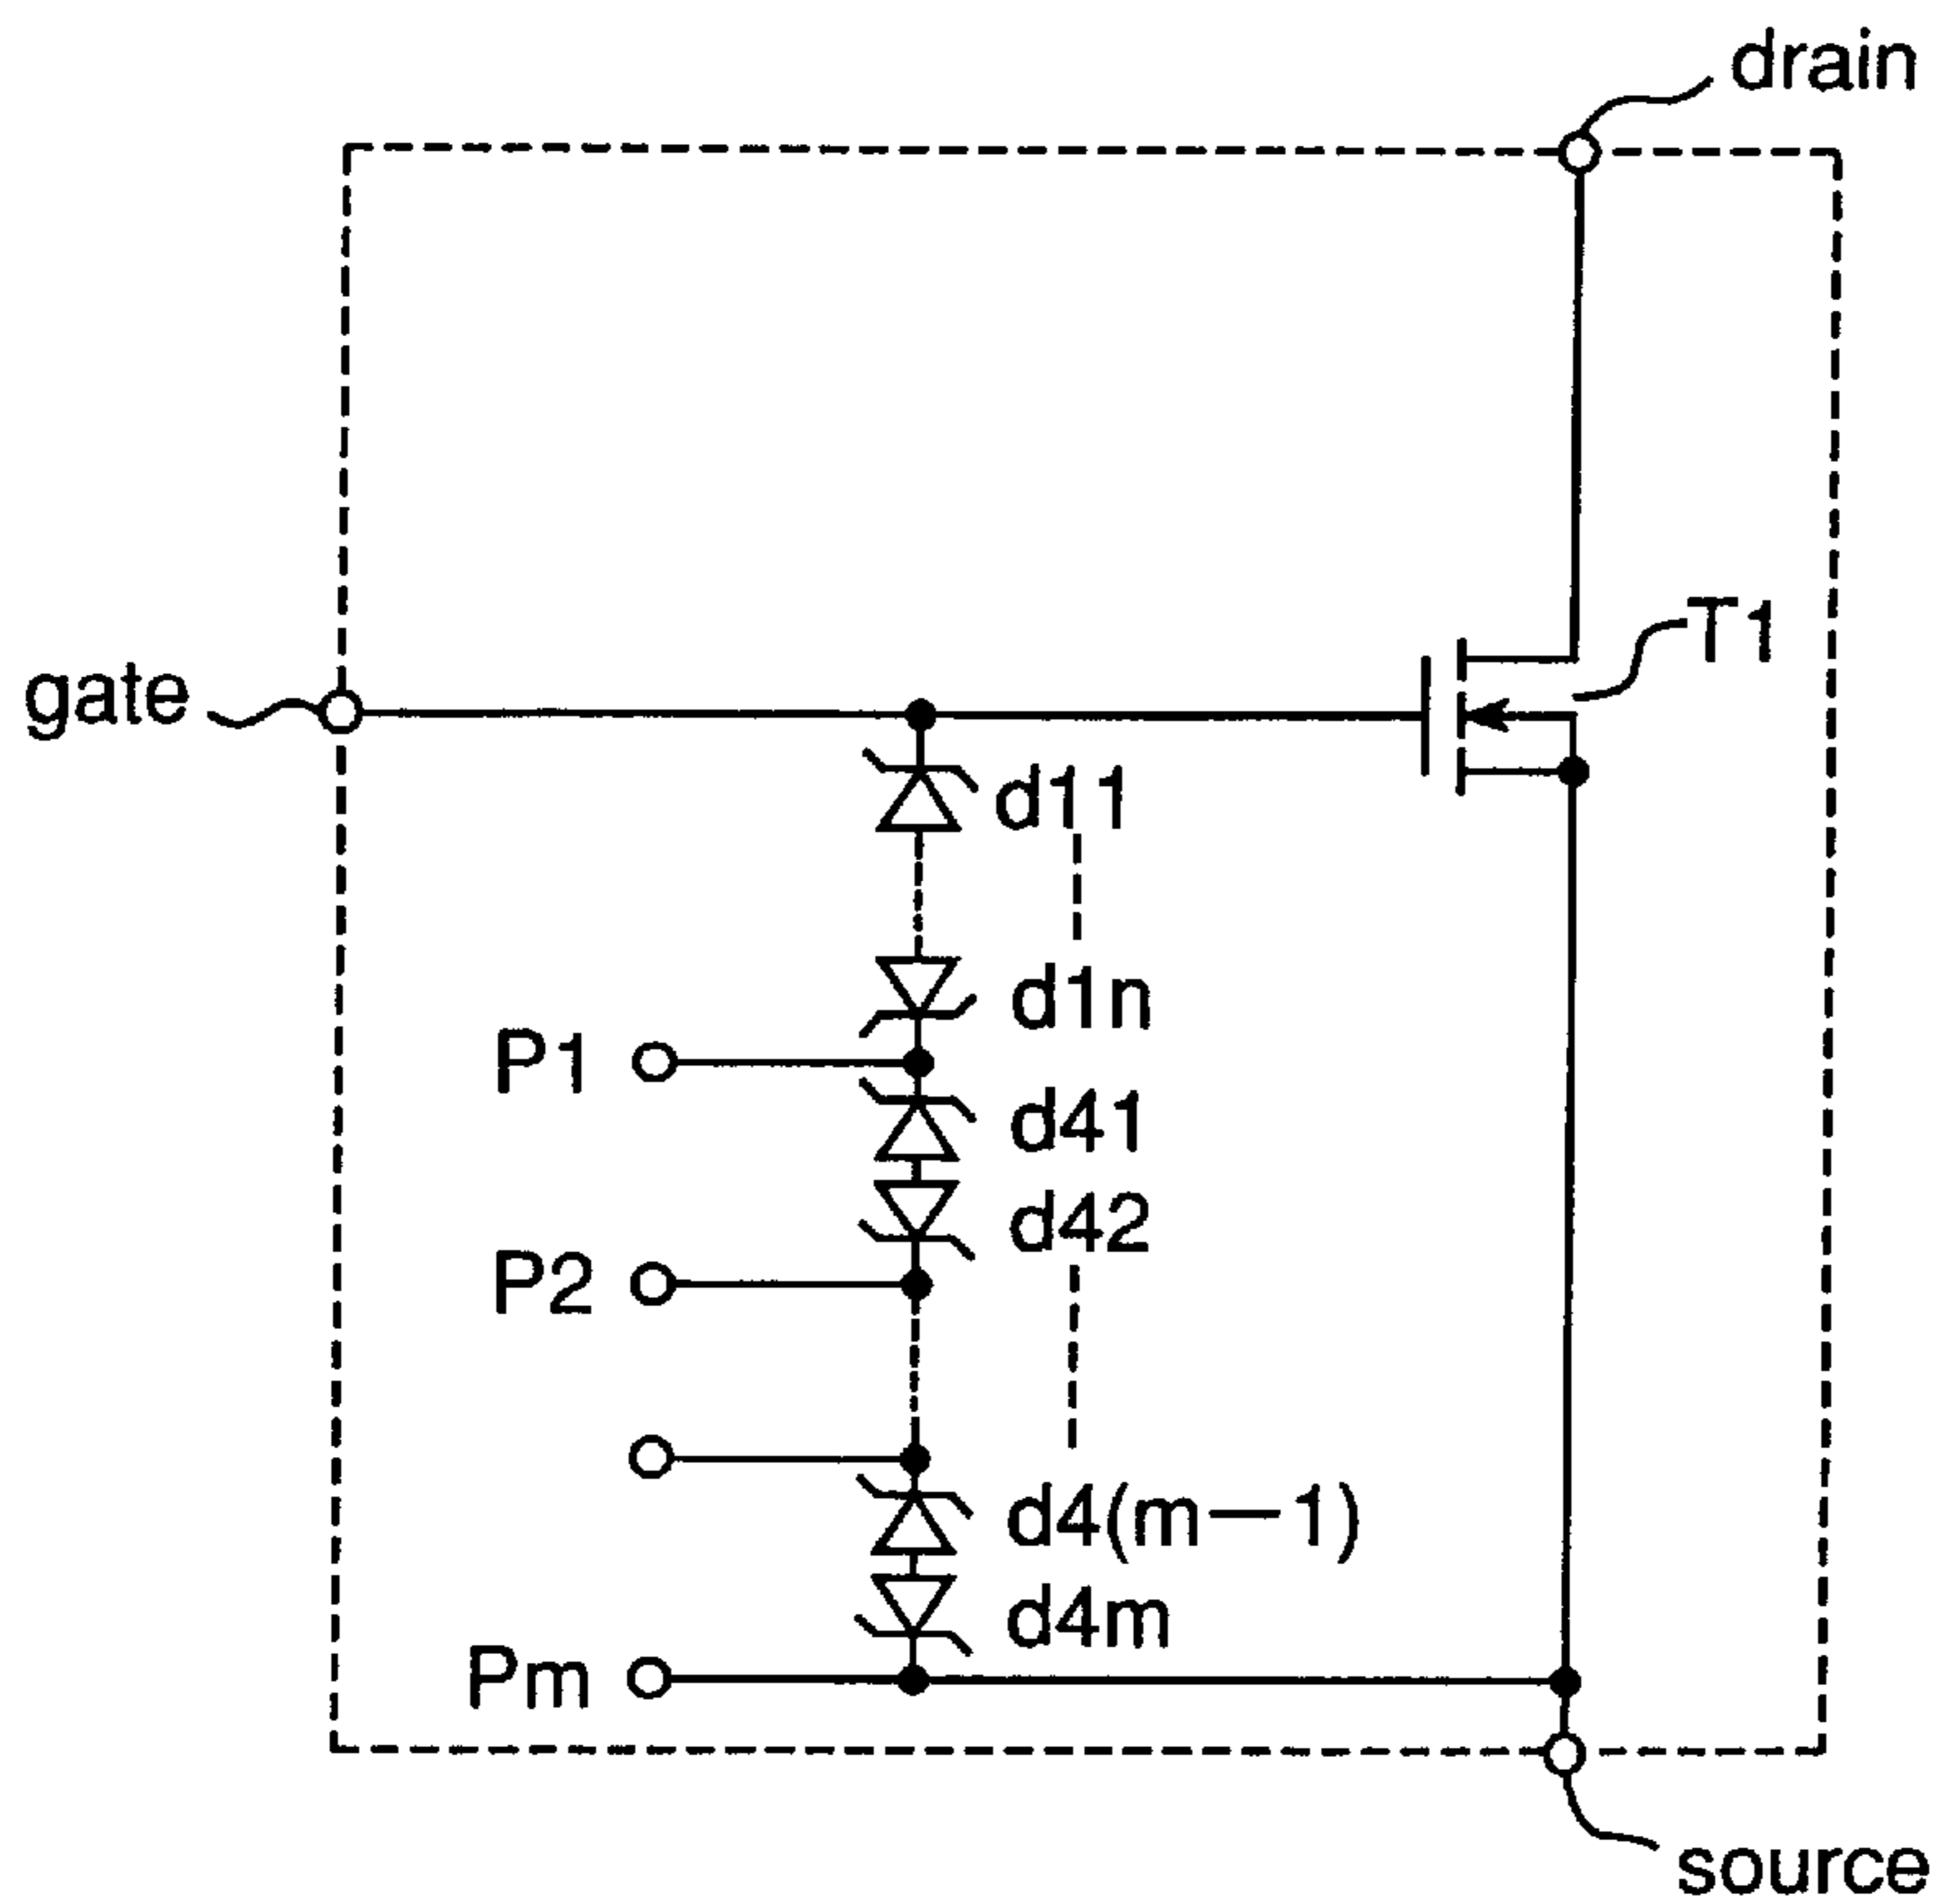 drain
T1
gate
d11
d1n
P1
d41
d42
P2
d4(m—1)
d4m
Pm
source